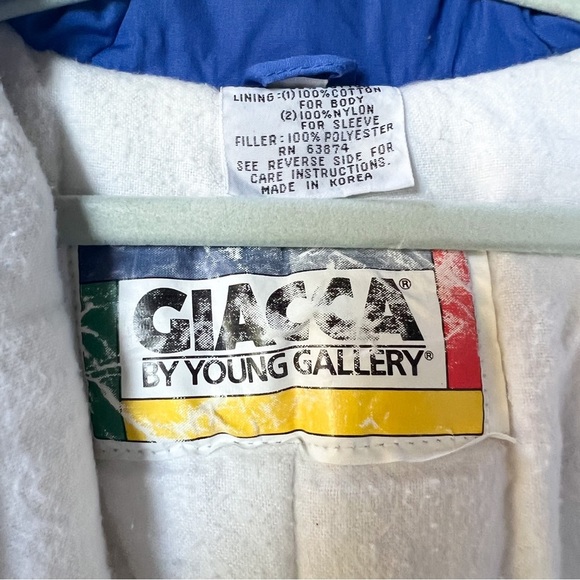 LINING:(1)100%COTTON
FOR BODY
(2)100%NYLON
FOR SLEEVE
FILLER:100% POLYESTER
RN 63874
SEE REVERSE SIDE FOR
CARE INSTRUCTIONS.
MADE IN KOREA
GIACCA®
BY YOUNG GALLERY®